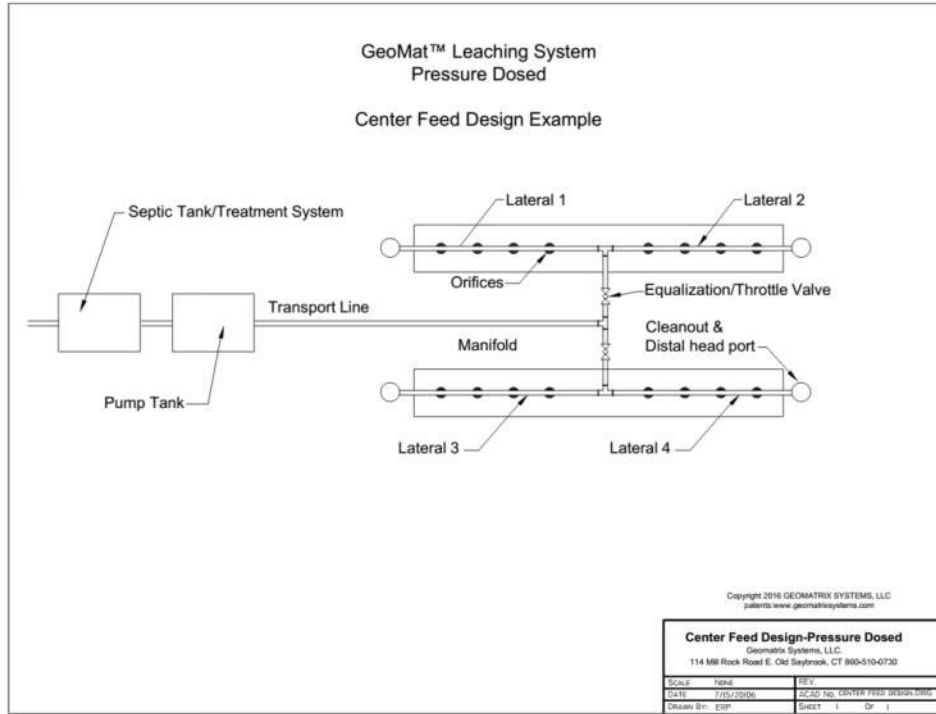 GeoMat™ Leaching System
Pressure Dosed
Center Feed Design Example
Septic Tank/Treatment System
Lateral 1
Lateral 2
Orifices
Equalization/Throttle Valve
Transport Line
Cleanout &
Distal head port
Manifold
Pump Tank
Lateral 3
Lateral 4
Copyright 2016 GEOMATRIX SYSTEMS, LLC
patents:www.geomatrixsystems.com
Center Feed Design-Pressure Dosed
Geomatrix Systems, LLC.
114 Mill Rock Road E. Old Saybrook, CT 860-510-0730
SCALE NONE REV.
DATE 7/15/20106 ACAD No. CENTER FEED DESIGN.DWG
DRAWN BY: ERP SHEET 1 OF 1